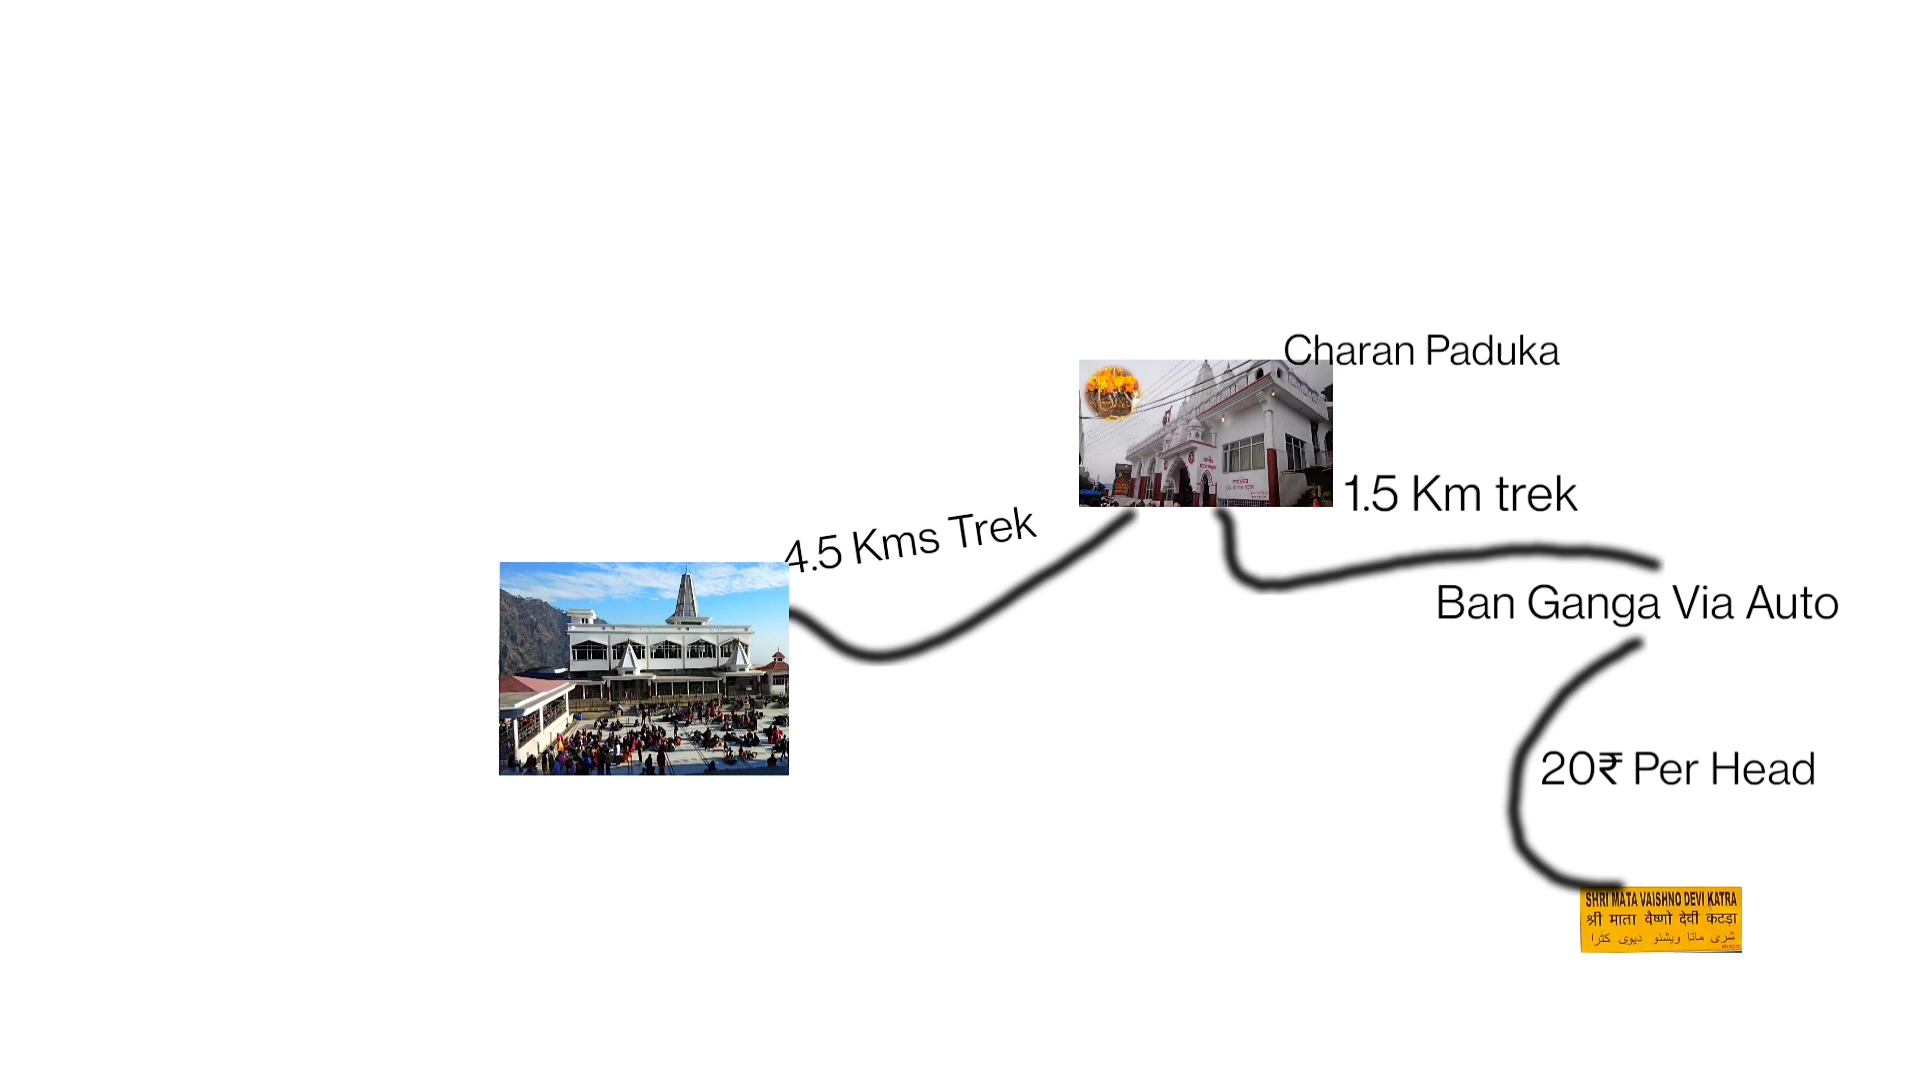 Charan Paduka
1.5 Km trek
4.5 Kms Trek
Ban Ganga Via Auto
20₹ Per Head
SHRI MATA VAISHNO DEVI KATRA
श्री माता वैष्णो देवी कटड़ा
شری ماتا ویشنو دیوی کٹرا